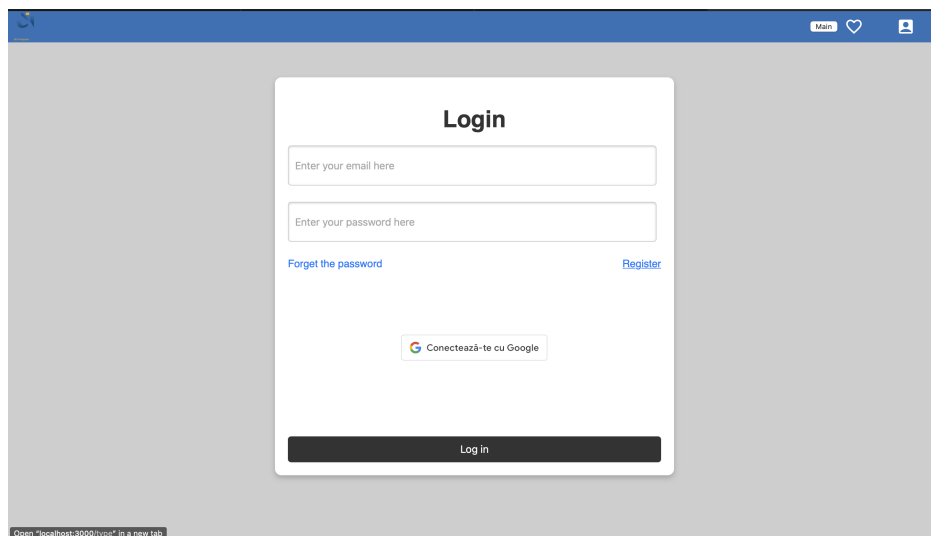 Main
Login
Enter your email here
Enter your password here
Forget the password
Register
Conectează-te cu Google
Log in
Open "localhost:3000/type" in a new tab